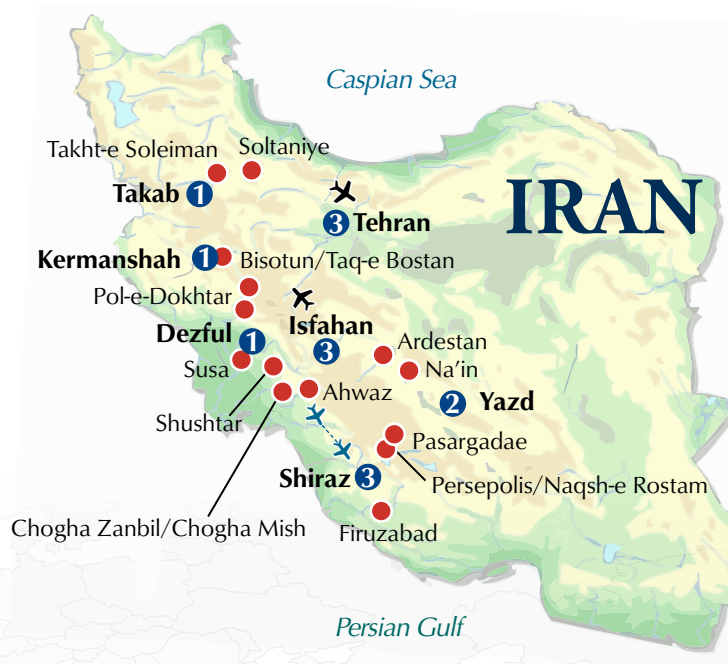 Caspian Sea
Takht-e Soleiman
Soltaniye
Takab 1
IRAN
3 Tehran
Kermanshah 1
Bisotun/Taq-e Bostan
Pol-e-Dokhtar
Isfahan
3
Dezful
1
Ardestan
Susa
Na’in
Ahwaz
2 Yazd
Shushtar
Pasargadae
Shiraz 3
Persepolis/Naqsh-e Rostam
Chogha Zanbil/Chogha Mish
Firuzabad
Persian Gulf